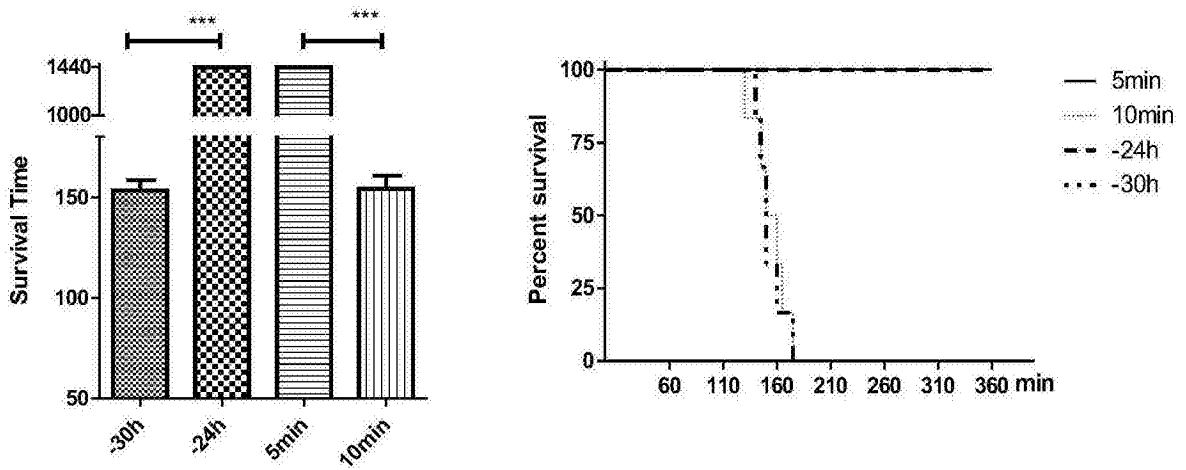 *** ***
1440
1000
150
100
50
Survival Time
-30h -24h 5min 10min
100
75
50
25
0
Percent survival
60 110 160 210 260 310 360 min
5min
10min
-24h
-30h